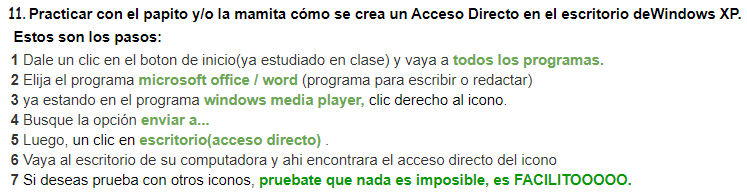 11. Practicar con el papito y/o la mamita cómo se crea un Acceso Directo en el escritorio deWindows XP.
Estos son los pasos:
1 Dale un clic en el boton de inicio(ya estudiado en clase) y vaya a todos los programas.
2 Elija el programa microsoft office / word (programa para escribir o redactar)
3 ya estando en el programa windows media player, clic derecho al icono.
4 Busque la opción enviar a...
5 Luego, un clic en escritorio(acceso directo) .
6 Vaya al escritorio de su computadora y ahi encontrara el acceso directo del icono
7 Si deseas prueba con otros iconos, pruebate que nada es imposible, es FACILITOOOOO.